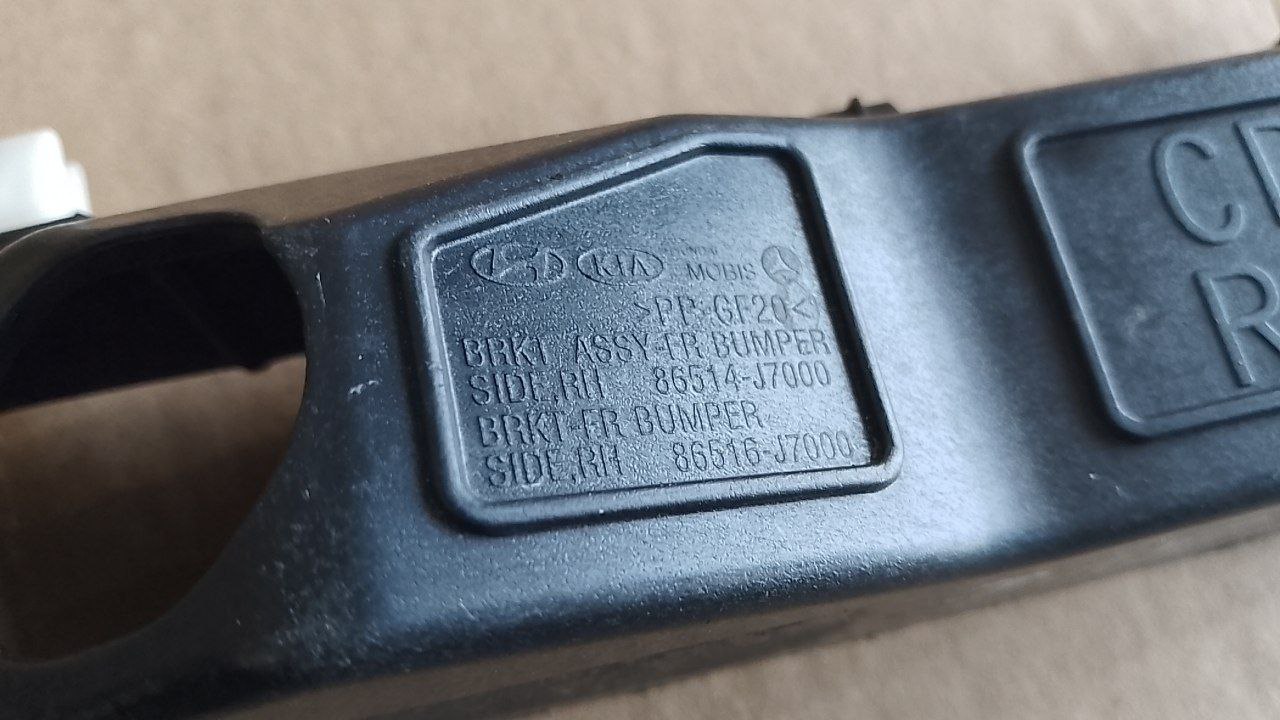 KIA MOBIS
>PP-GF20<
BRKT ASSY-FR BUMPER
SIDE,RH 86514-J7000
BRKT-FR BUMPER
SIDE,RH 86516-J7000
C
R